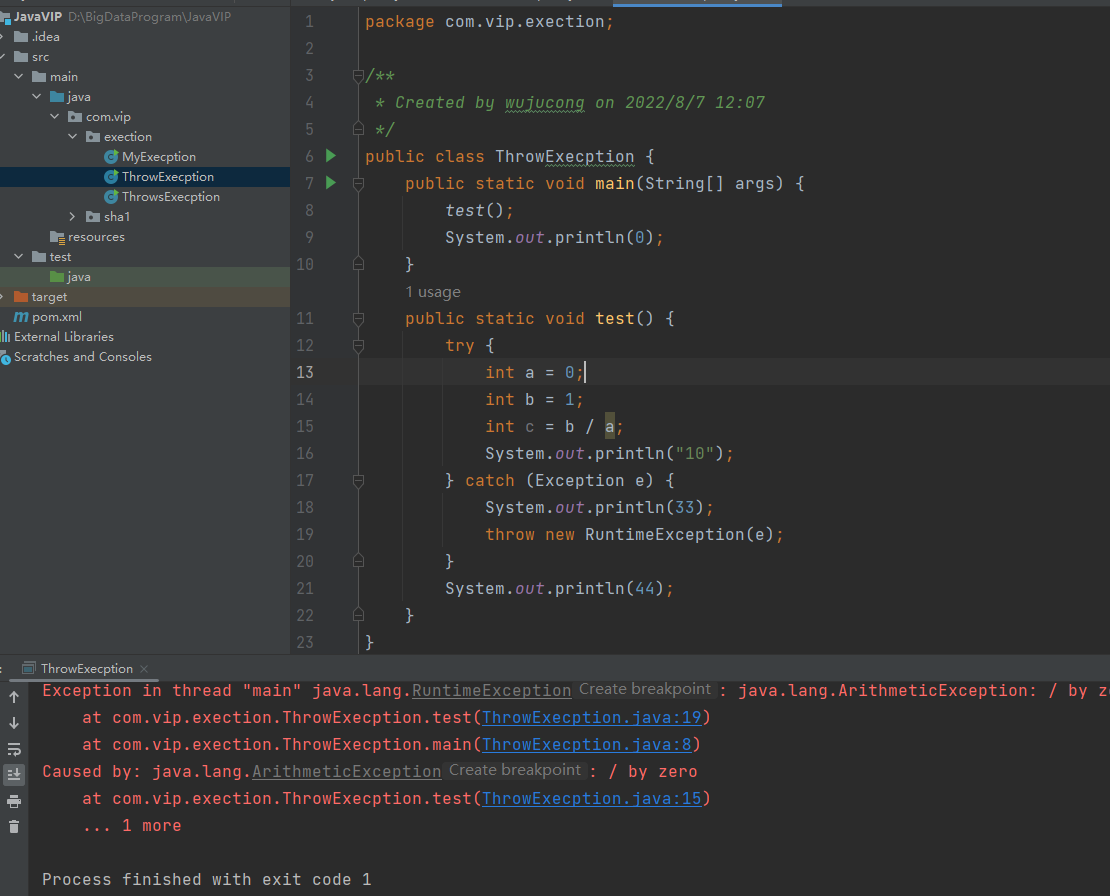 JavaVIP D:\BigDataProgram\JavaVIP
.idea
src
main
java
com.vip
exection
MyExecption
ThrowExecption
ThrowsExecption
sha1
resources
test
java
target
pom.xml
External Libraries
Scratches and Consoles
1 package com.vip.exection;
2
3 /**
4 * Created by wujucong on 2022/8/7 12:07
5 */
6 public class ThrowExecption {
7 public static void main(String[] args) {
8 test();
9 System.out.println(0);
10 }
1 usage
11 public static void test() {
12 try {
13 int a = 0;
14 int b = 1;
15 int c = b / a;
16 System.out.println("10");
17 } catch (Exception e) {
18 System.out.println(33);
19 throw new RuntimeException(e);
20 }
21 System.out.println(44);
22 }
23 }
ThrowExecption
Exception in thread "main" java.lang.RuntimeException Create breakpoint : java.lang.ArithmeticException: / by
at com.vip.exection.ThrowExecption.test(ThrowExecption.java:19)
at com.vip.exection.ThrowExecption.main(ThrowExecption.java:8)
Caused by: java.lang.ArithmeticException Create breakpoint : / by zero
at com.vip.exection.ThrowExecption.test(ThrowExecption.java:15)
... 1 more
Process finished with exit code 1